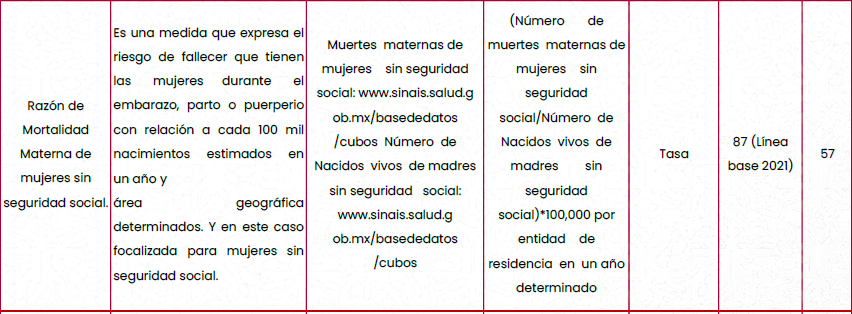 Razón de
Mortalidad
Materna de
mujeres sin
seguridad social.
Es una medida que expresa el
riesgo de fallecer que tienen
las mujeres durante el
embarazo, parto o puerperio
con relación a cada 100 mil
nacimientos estimados en
un año y
área geográfica
determinados. Y en este caso
focalizada para mujeres sin
seguridad social.
Muertes maternas de
mujeres sin seguridad
social: www.sinais.salud.g
ob.mx/basededatos
/cubos Número de
Nacidos vivos de madres
sin seguridad social:
www.sinais.salud.g
ob.mx/basededatos
/cubos
(Número de
muertes maternas de
mujeres sin
seguridad
social/Número de
Nacidos vivos de
madres sin
seguridad
social)*100,000 por
entidad de
residencia en un año
determinado
Tasa
87 (Línea
base 2021)
57